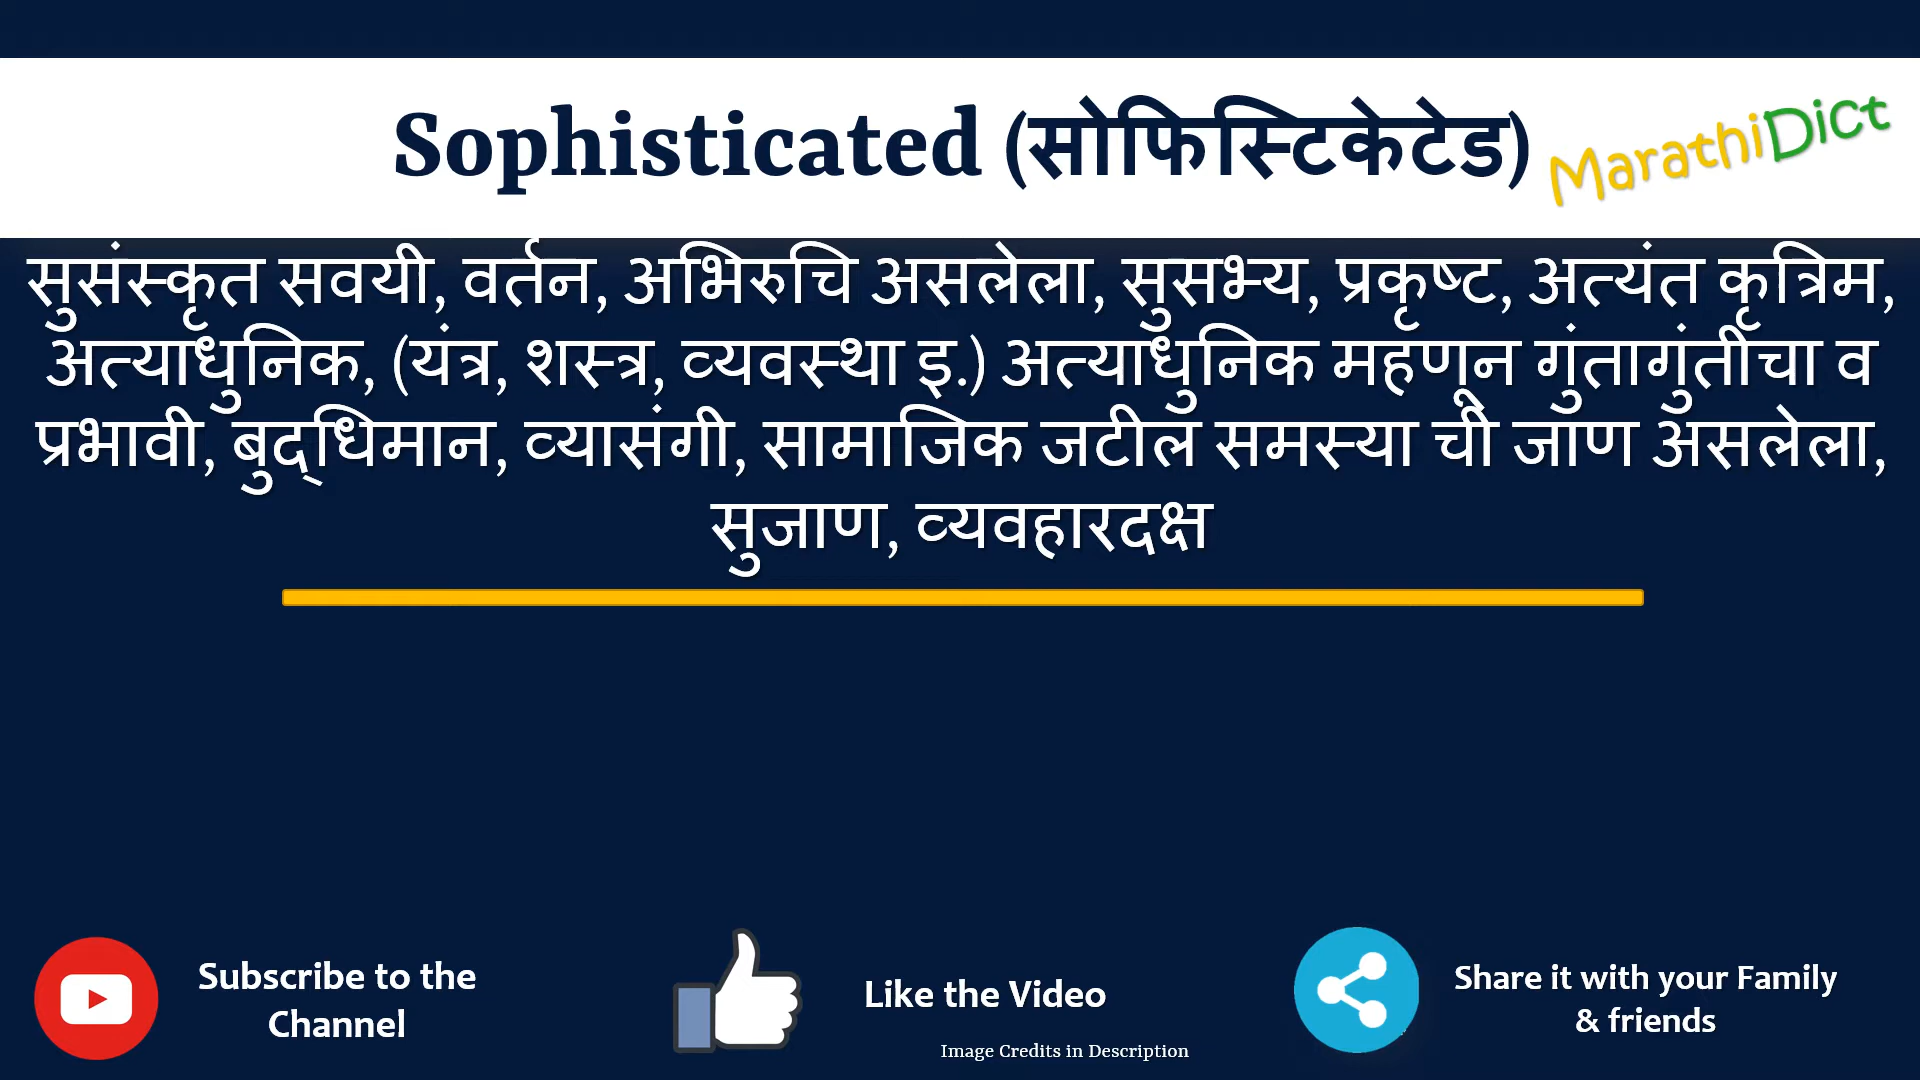 Sophisticated (सोफिस्टिकेटेड)
MarathiDict
सुसंस्कृत सवयी, वर्तन, अभिरुचि असलेला, सुसभ्य, प्रकृष्ट, अत्यंत कृत्रिम,
अत्याधुनिक, (यंत्र, शस्त्र, व्यवस्था इ.) अत्याधुनिक म्हणून गुंतागुंतीचा व
प्रभावी, बुद्धिमान, व्यासंगी, सामाजिक जटील समस्या ची जाण असलेला,
सुजाण, व्यवहारदक्ष
Subscribe to the
Channel
Like the Video
Share it with your Family
& friends
Image Credits in Description